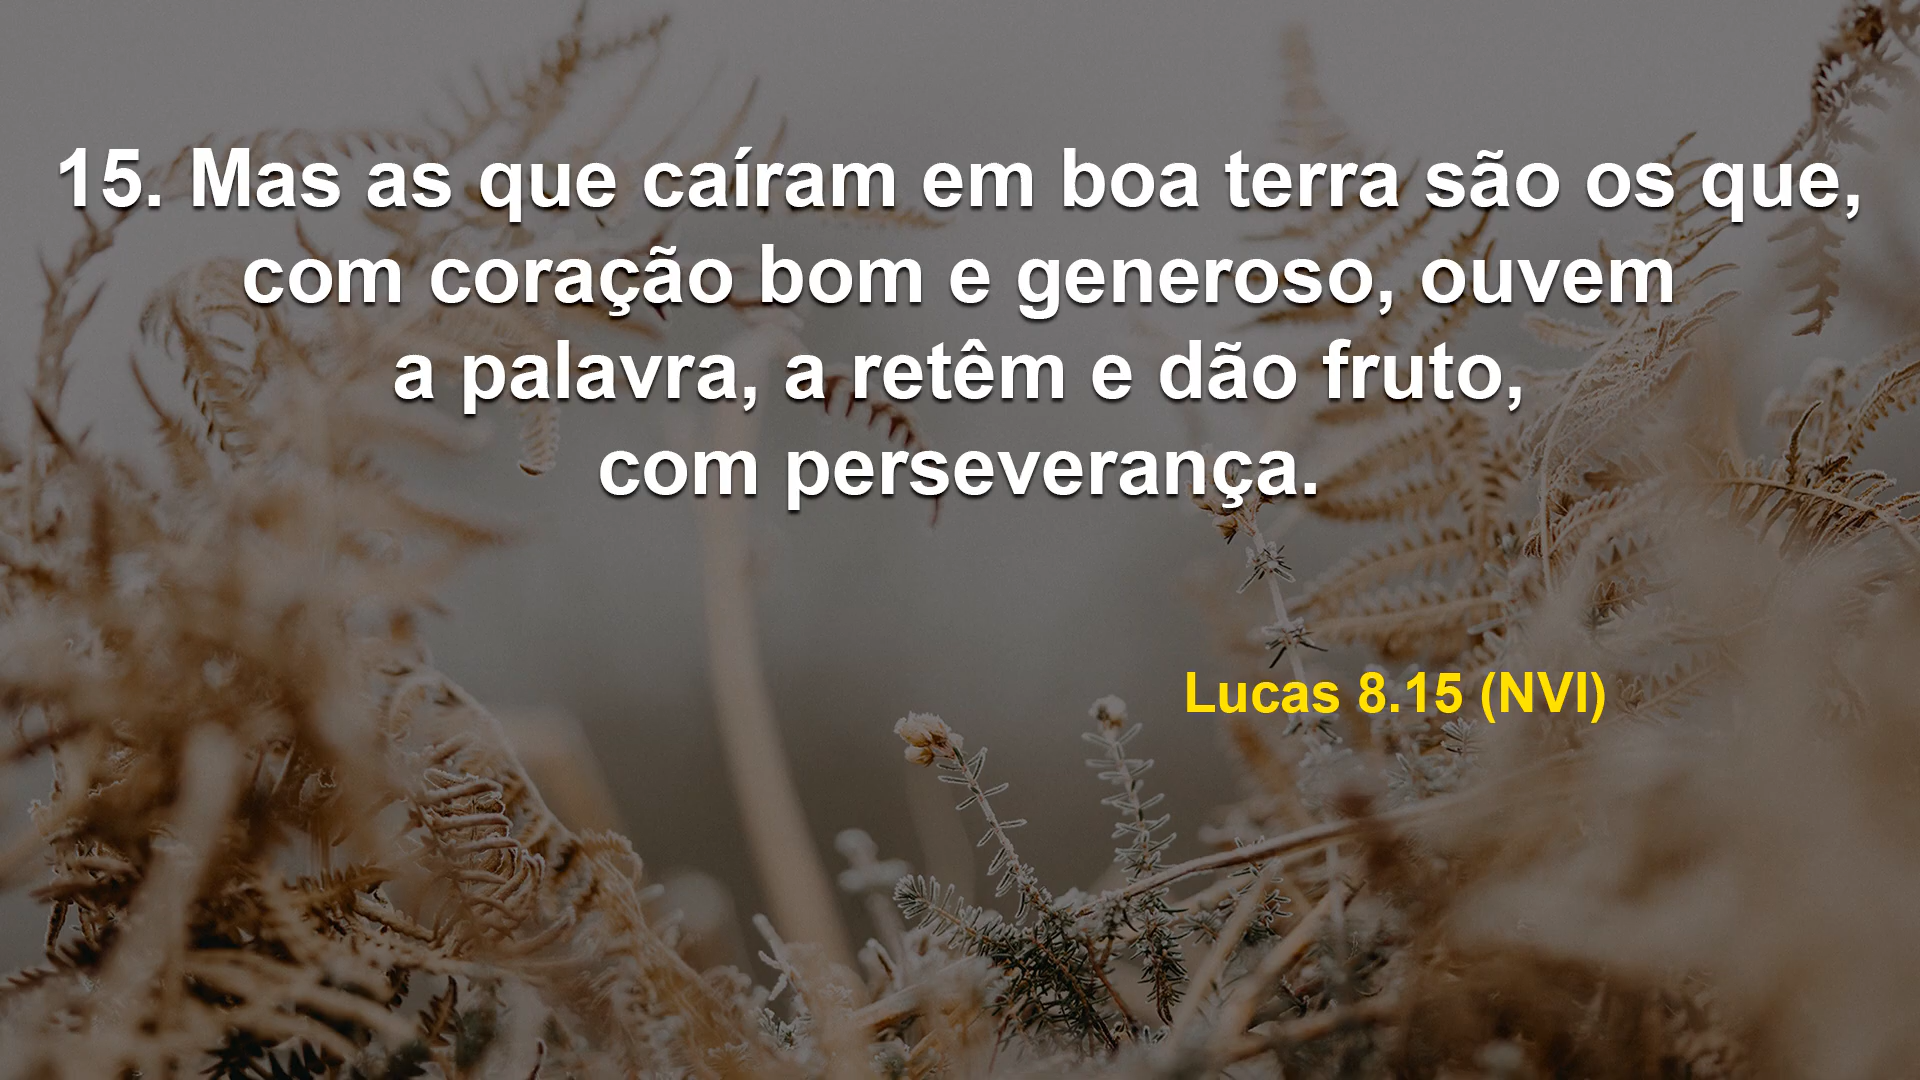 15. Mas as que caíram em boa terra são os que,
com coração bom e generoso, ouvem
a palavra, a retêm e dão fruto,
com perseverança.
Lucas 8.15 (NVI)